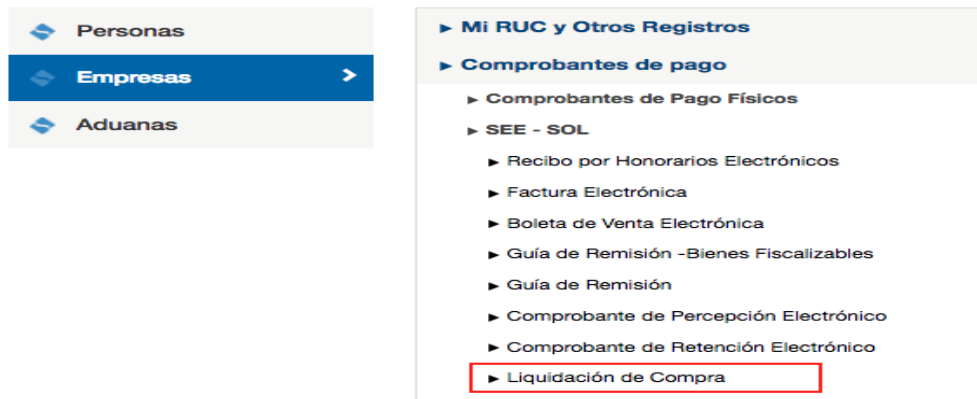 Personas
Empresas
Aduanas
Mi RUC y Otros Registros
Comprobantes de pago
Comprobantes de Pago Físicos
SEE - SOL
Recibo por Honorarios Electrónicos
Factura Electrónica
Boleta de Venta Electrónica
Guía de Remisión -Bienes Fiscalizables
Guía de Remisión
Comprobante de Percepción Electrónico
Comprobante de Retención Electrónico
Liquidación de Compra